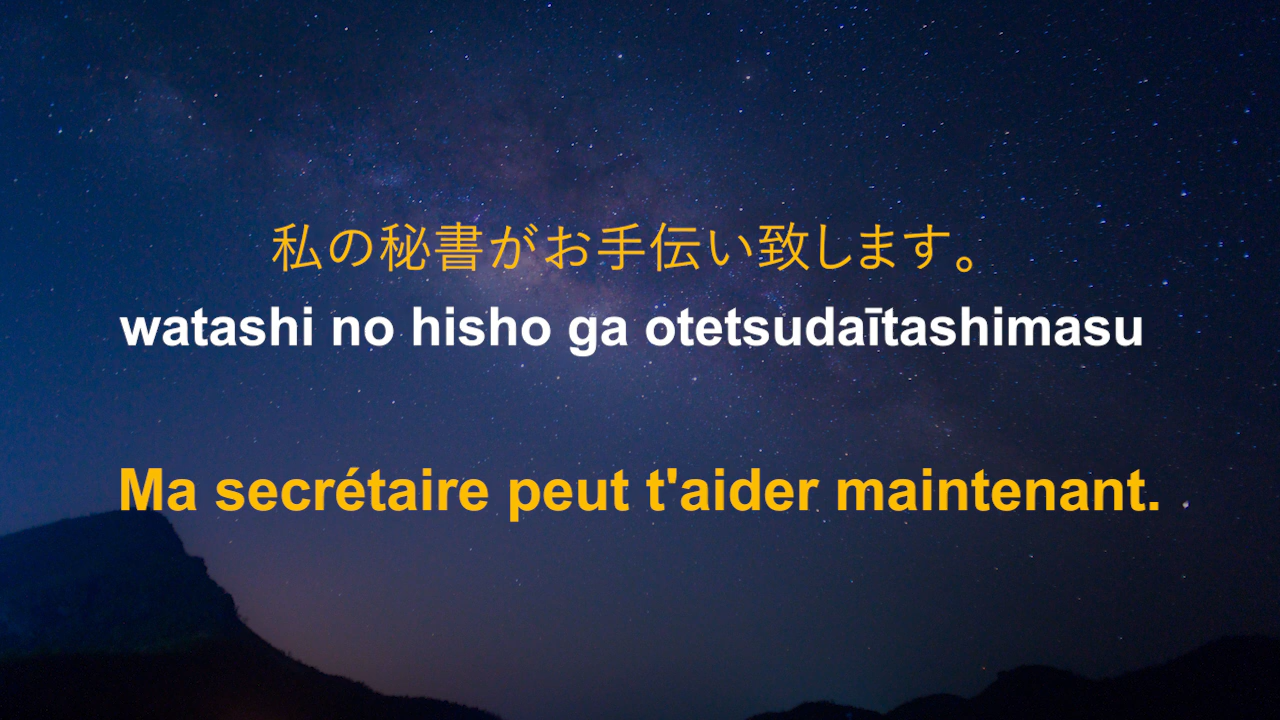 私の秘書がお手伝い致します。
watashi no hisho ga otetsudaītashimasu
Ma secrétaire peut t'aider maintenant.